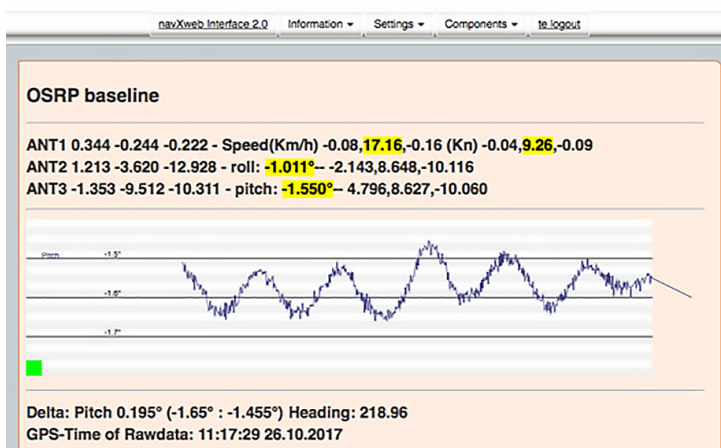 navXweb Interface 2.0 Information Settings Components te logout
OSRP baseline
ANT1 0.344 -0.244 -0.222 - Speed(Km/h) -0.08,17.16,-0.16 (Kn) -0.04,9.26,-0.09
ANT2 1.213 -3.620 -12.928 - roll: -1.011°-- -2.143,8.648,-10.116
ANT3 -1.353 -9.512 -10.311 - pitch: -1.550°-- 4.796,8.627,-10.060
Pitch -1.5°
-1.6°
-1.7°
Delta: Pitch 0.195° (-1.65° : -1.455°) Heading: 218.96
GPS-Time of Rawdata: 11:17:29 26.10.2017